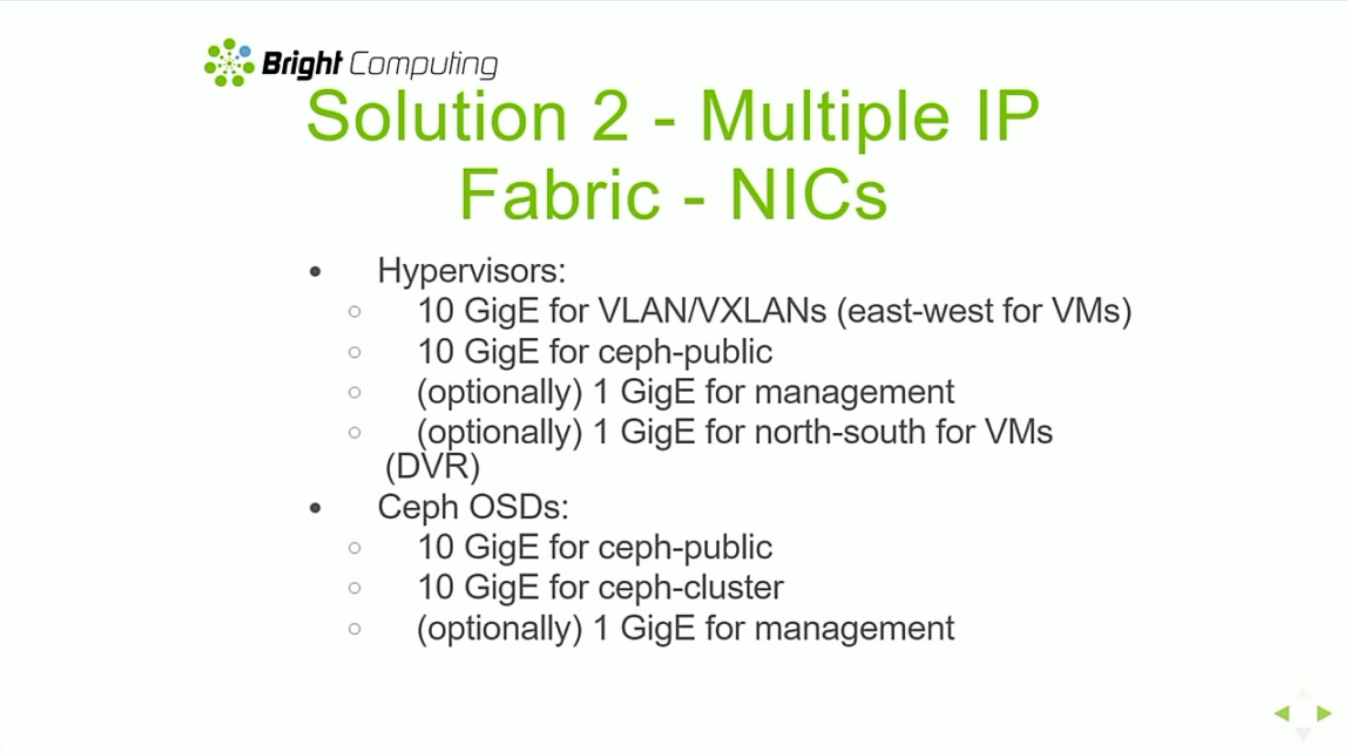 Bright Computing
Solution 2 - Multiple IP
Fabric - NICs
• Hypervisors:
○ 10 GigE for VLAN/VXLANs (east-west for VMs)
○ 10 GigE for ceph-public
○ (optionally) 1 GigE for management
○ (optionally) 1 GigE for north-south for VMs
(DVR)
• Ceph OSDs:
○ 10 GigE for ceph-public
○ 10 GigE for ceph-cluster
○ (optionally) 1 GigE for management